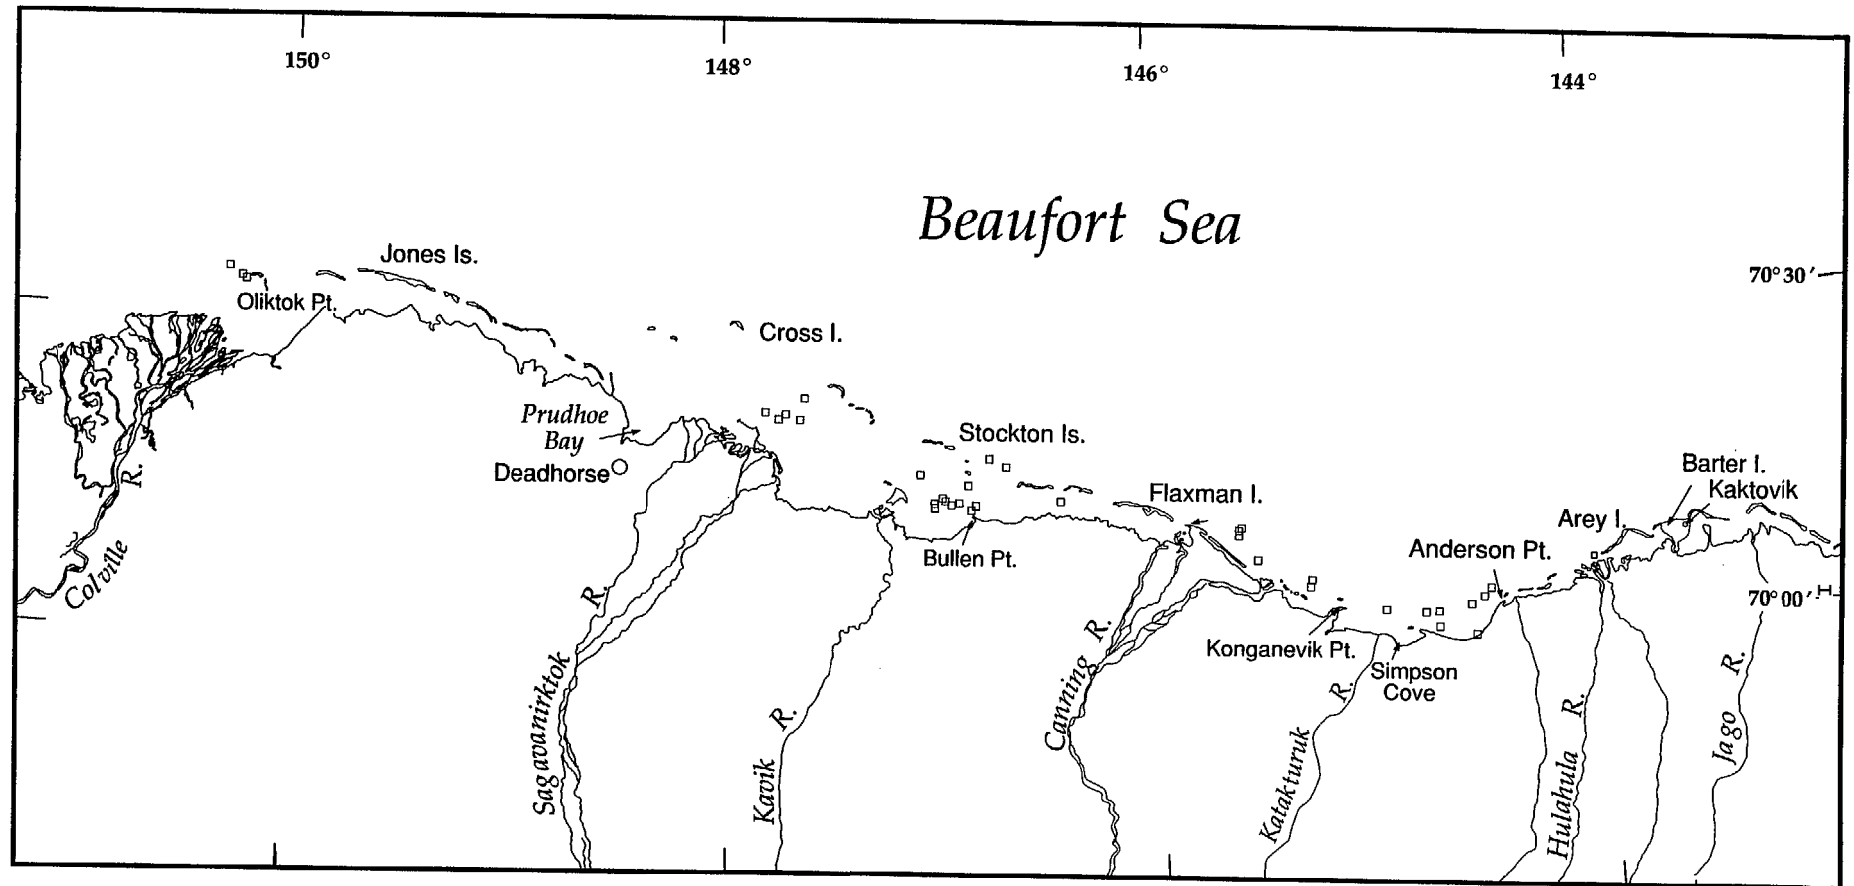 150°
148°
146°
144°
Beaufort Sea
70°30′
Jones Is.
Oliktok Pt.
Cross I.
Prudhoe
Bay
Deadhorse
Stockton Is.
Barter I.
Kaktovik
Flaxman I.
Arey I.
Anderson Pt.
Bullen Pt.
70°00′
Colville R.
Konganevik Pt.
Simpson
Cove
Sagavanirktok R.
Kavik R.
Canning R.
Katakturuk R.
Hulahula R.
Jago R.